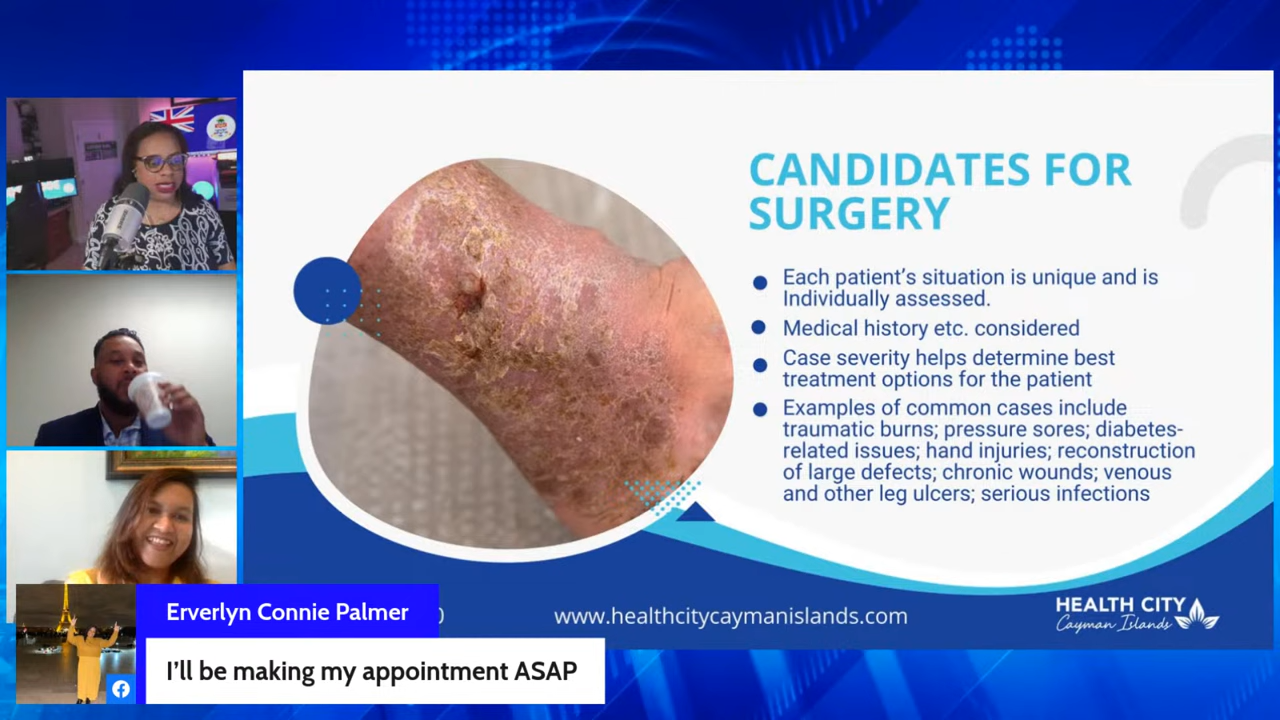 CANDIDATES FOR
SURGERY
Each patient's situation is unique and is
Individually assessed.
Medical history etc. considered
Case severity helps determine best
treatment options for the patient
Examples of common cases include
traumatic burns; pressure sores; diabetes-
related issues; hand injuries; reconstruction
of large defects; chronic wounds; venous
and other leg ulcers; serious infections
www.healthcitycaymanislands.com
HEALTH CITY
Cayman Islands
Erverlyn Connie Palmer
I'll be making my appointment ASAP